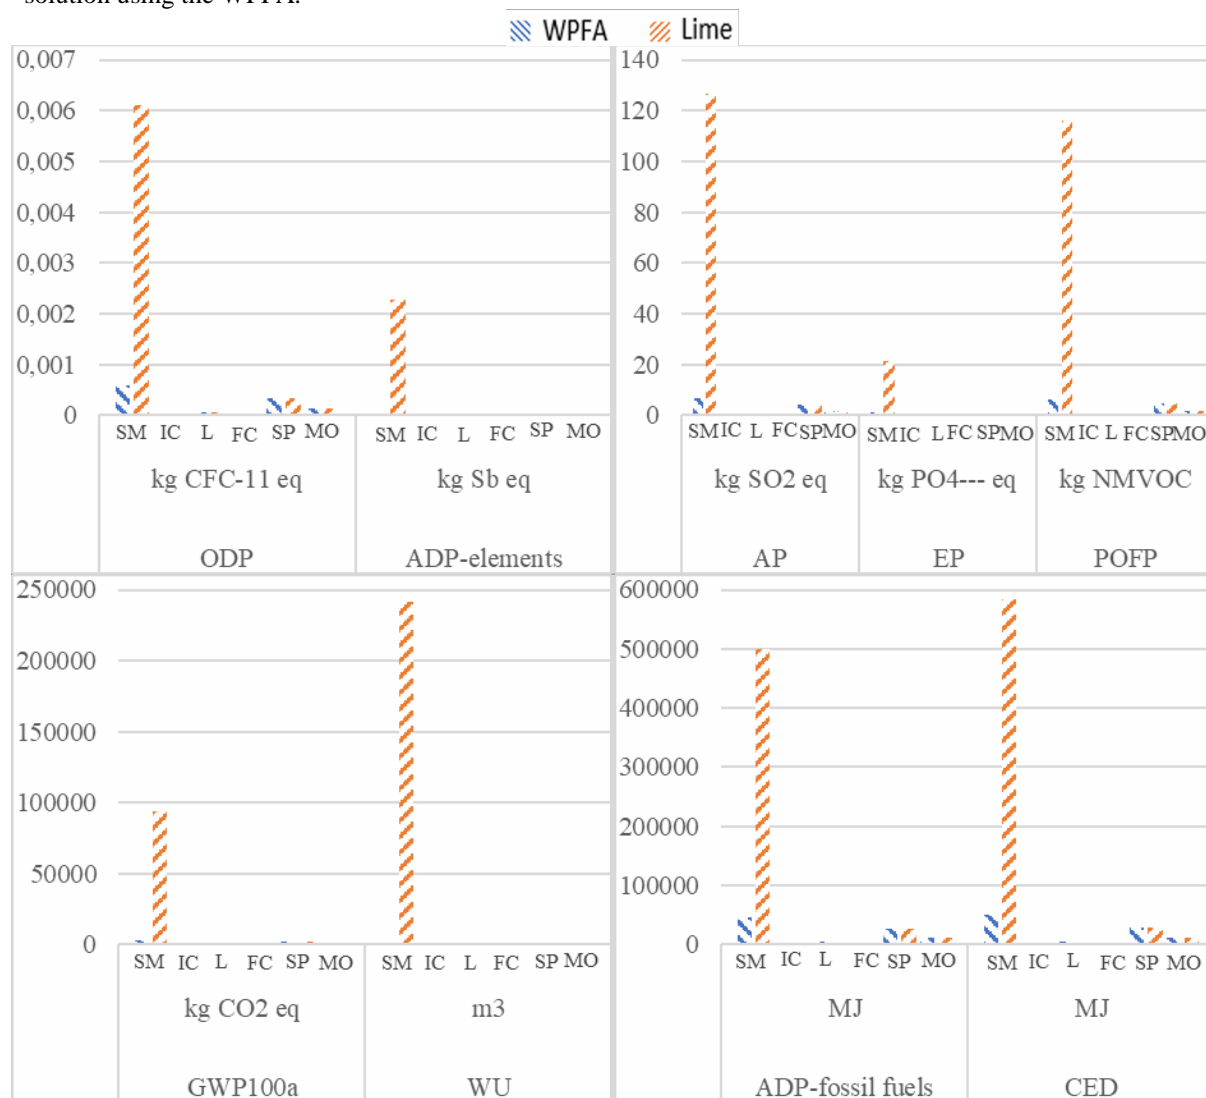 solution using the WPFA.
WPFA Lime
0,007
0,006
0,005
0,004
0,003
0,002
0,001
0
SM IC L FC SP MO SM IC L FC SP MO
kg CFC-11 eq kg Sb eq
ODP ADP-elements
140
120
100
80
60
40
20
0
SM IC L FC SP MO SM IC L FC SP MO SM IC L FC SP MO
kg SO2 eq kg PO4--- eq kg NMVOC
AP EP POFP
250000
200000
150000
100000
50000
0
SM IC L FC SP MO SM IC L FC SP MO
kg CO2 eq m3
GWP100a WU
600000
500000
400000
300000
200000
100000
0
SM IC L FC SP MO SM IC L FC SP MO
MJ MJ
ADP-fossil fuels CED